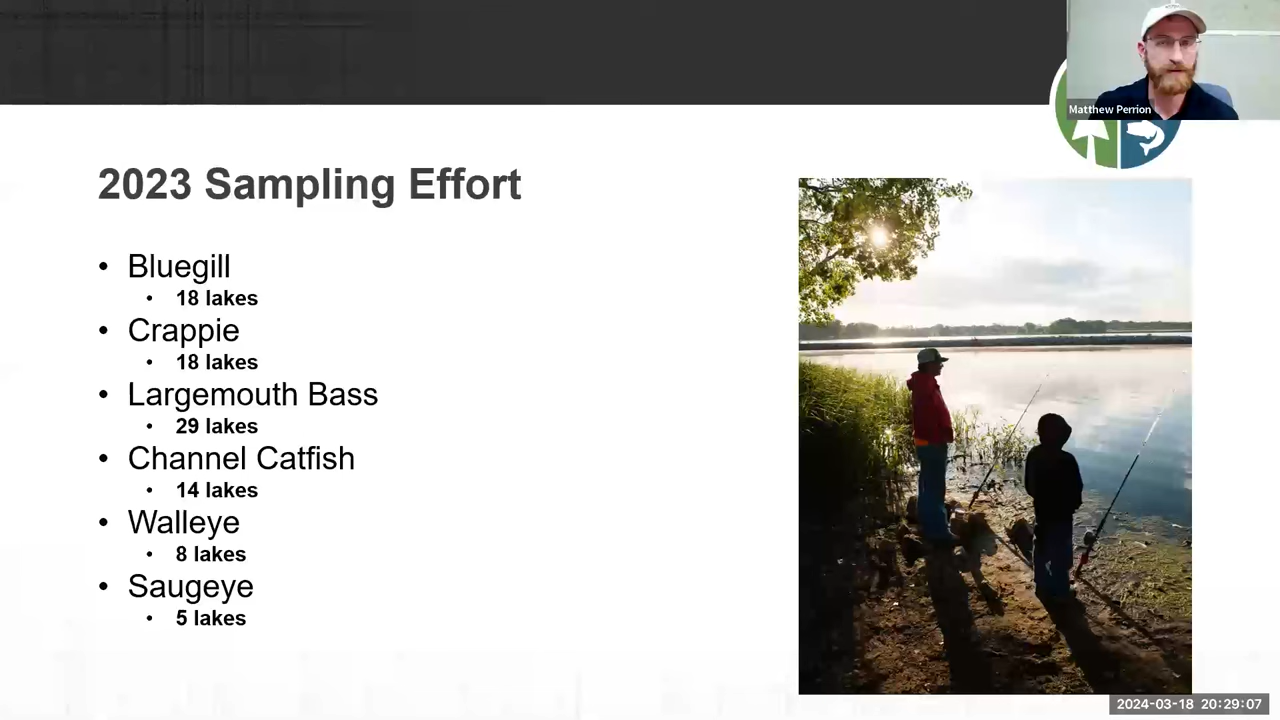 Matthew Perrion
2023 Sampling Effort
• Bluegill
• 18 lakes
• Crappie
• 18 lakes
• Largemouth Bass
• 29 lakes
• Channel Catfish
• 14 lakes
• Walleye
• 8 lakes
• Saugeye
• 5 lakes
2024-03-18 20:29:07